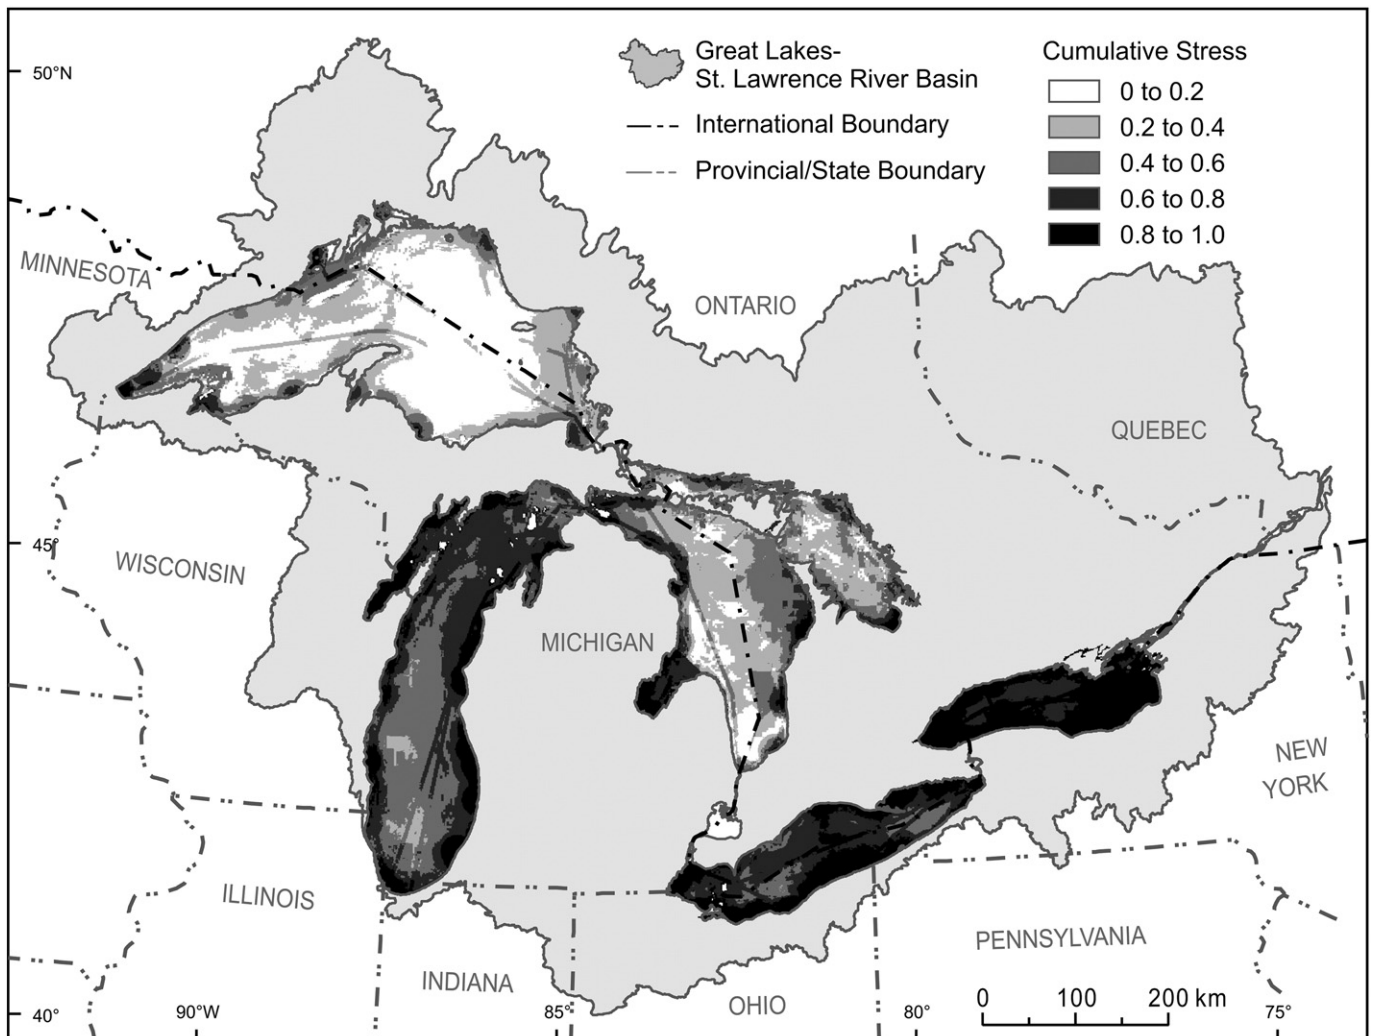 50°N
Great Lakes-
St. Lawrence River Basin
International Boundary
Provincial/State Boundary
Cumulative Stress
0 to 0.2
0.2 to 0.4
0.4 to 0.6
0.6 to 0.8
0.8 to 1.0
MINNESOTA
ONTARIO
QUEBEC
45°
WISCONSIN
MICHIGAN
NEW
YORK
ILLINOIS
INDIANA
OHIO
PENNSYLVANIA
0 100 200 km
40°
90°W
85°
80°
75°